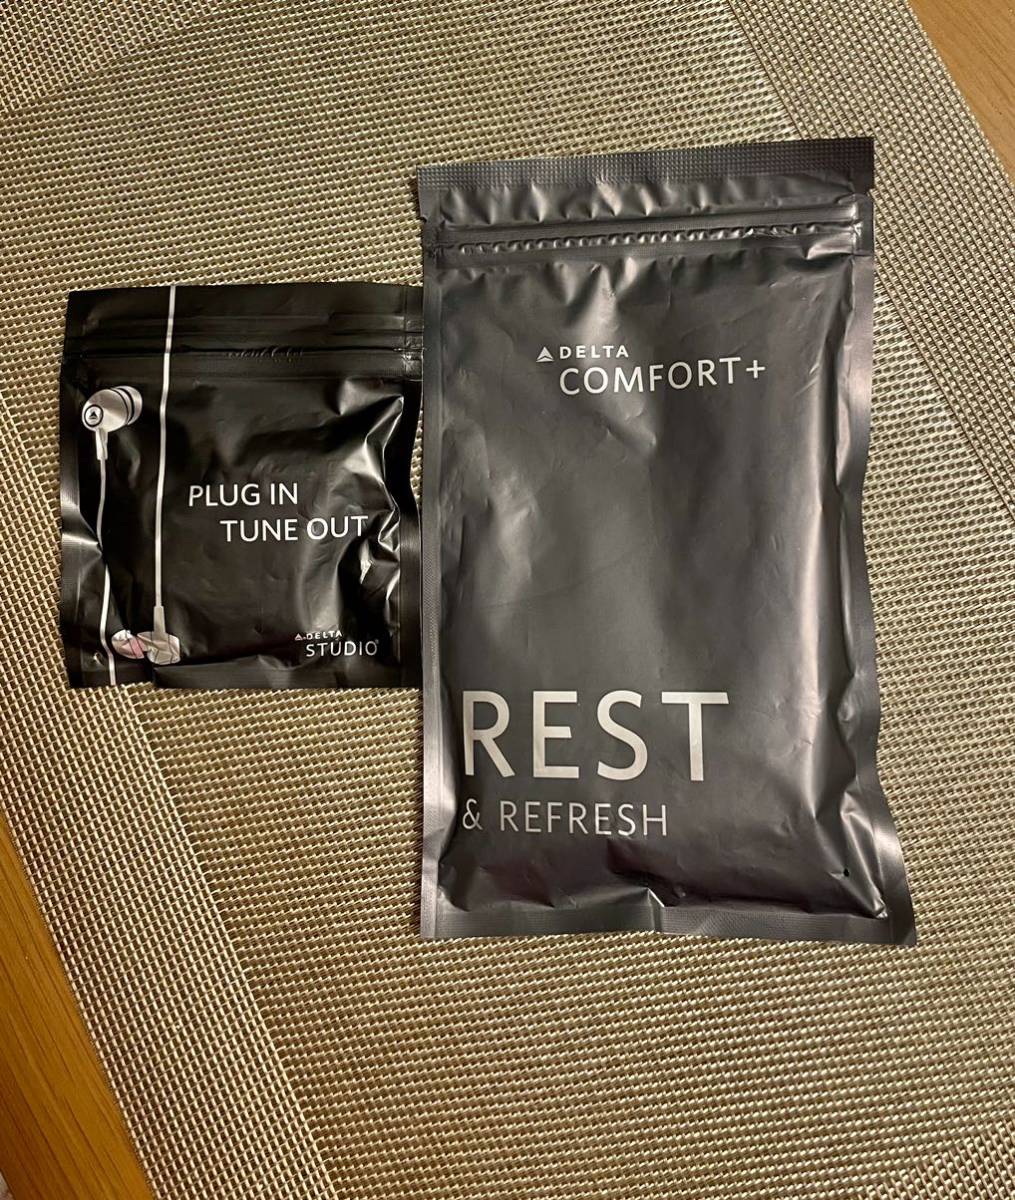 PLUG IN
TUNE OUT
DELTA
STUDIO®
DELTA
COMFORT+
REST
& REFRESH